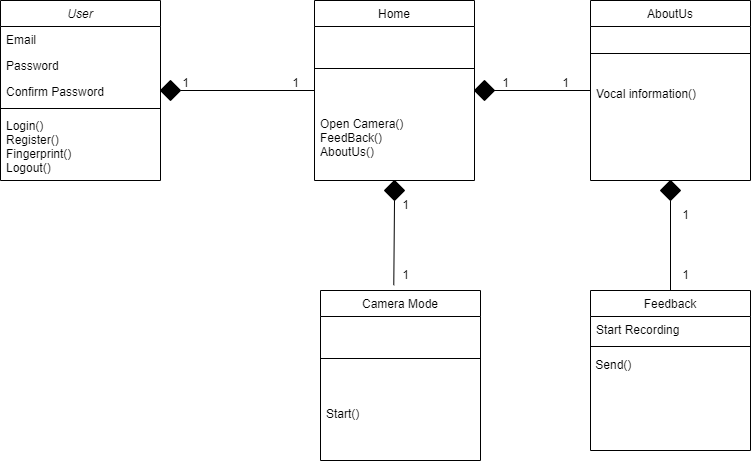 User
Email
Password
Confirm Password
Login()
Register()
Fingerprint()
Logout()
1
1
Home
Open Camera()
FeedBack()
AboutUs()
1
1
AboutUs
Vocal information()
1
1
Camera Mode
Start()
1
1
Feedback
Start Recording
Send()